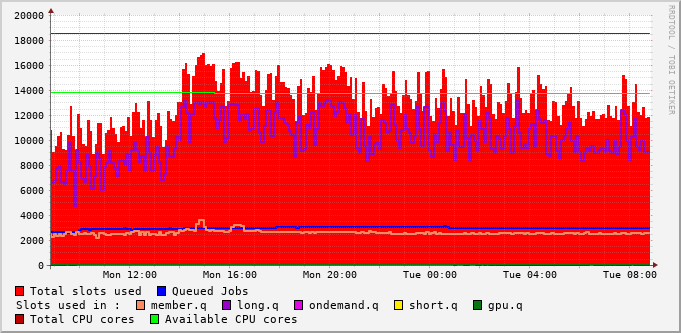 20000
18000
16000
14000
12000
10000
8000
6000
4000
2000
0
Mon 12:00 Mon 16:00 Mon 20:00 Tue 00:00 Tue 04:00 Tue 08:00
Total slots used Queued Jobs
Slots used in : member.q long.q ondemand.q short.q gpu.q
Total CPU cores Available CPU cores
RRDTOOL / TOBI OETIKER